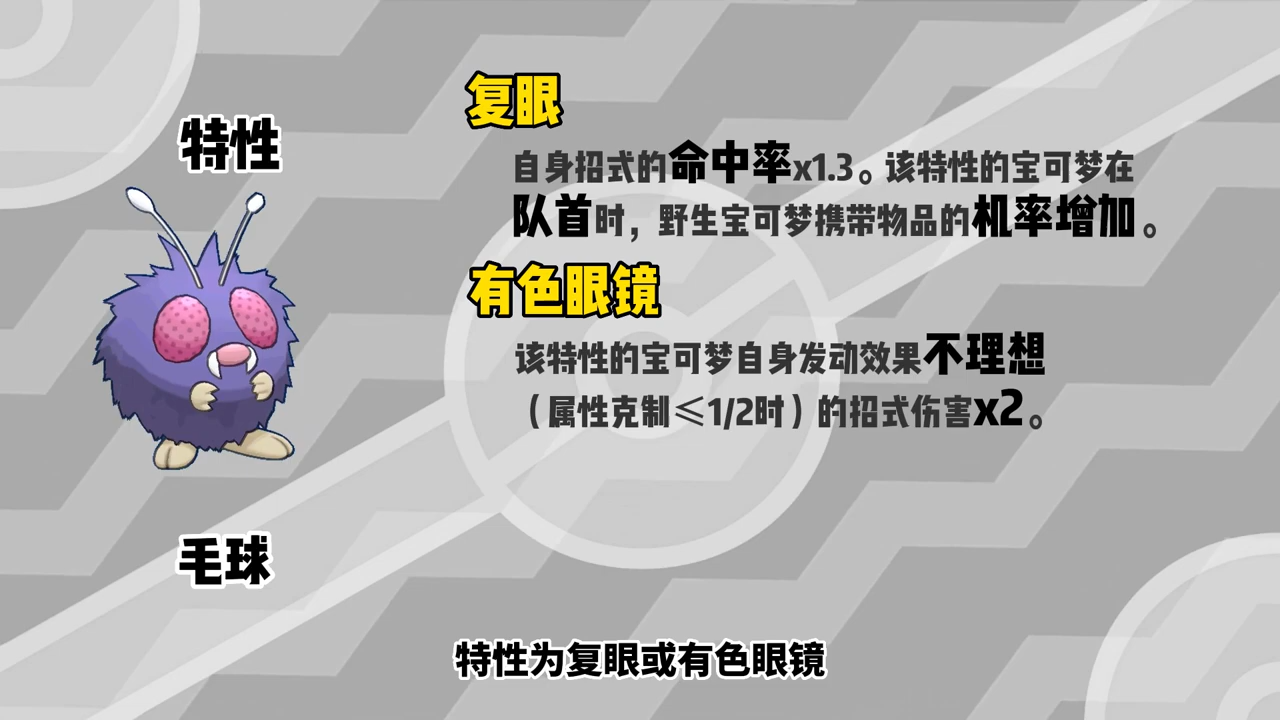 特性
毛球
复眼
自身招式的命中率x1.3。该特性的宝可梦在
队首时，野生宝可梦携带物品的机率增加。
有色眼镜
该特性的宝可梦自身发动效果不理想
（属性克制≤1/2时）的招式伤害x2。
特性为复眼或有色眼镜